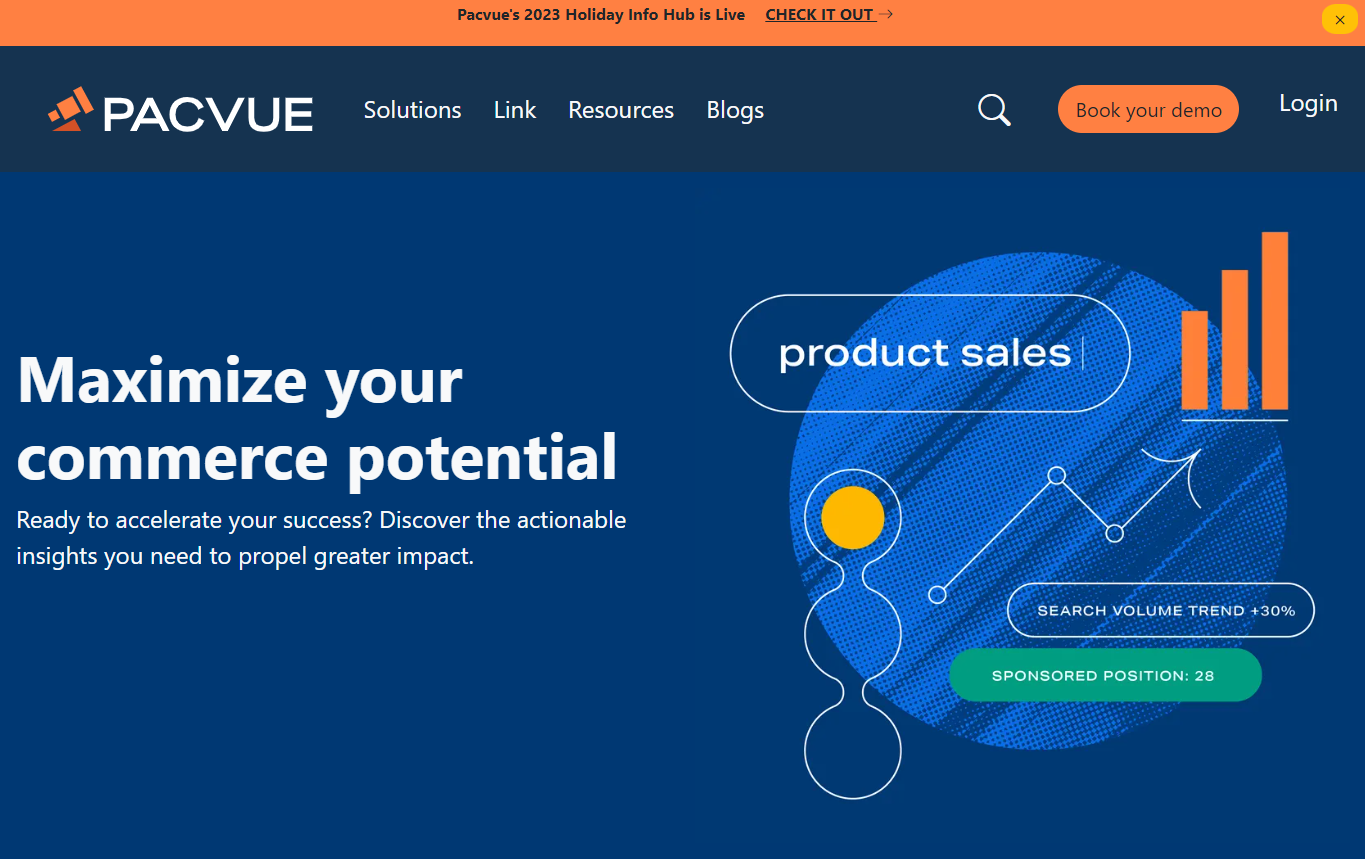 Pacvue's 2023 Holiday Info Hub is Live CHECK IT OUT →
PACVUE Solutions Link Resources Blogs Book your demo Login
Maximize your
commerce potential
Ready to accelerate your success? Discover the actionable
insights you need to propel greater impact.
product sales
SEARCH VOLUME TREND +30%
SPONSORED POSITION: 28